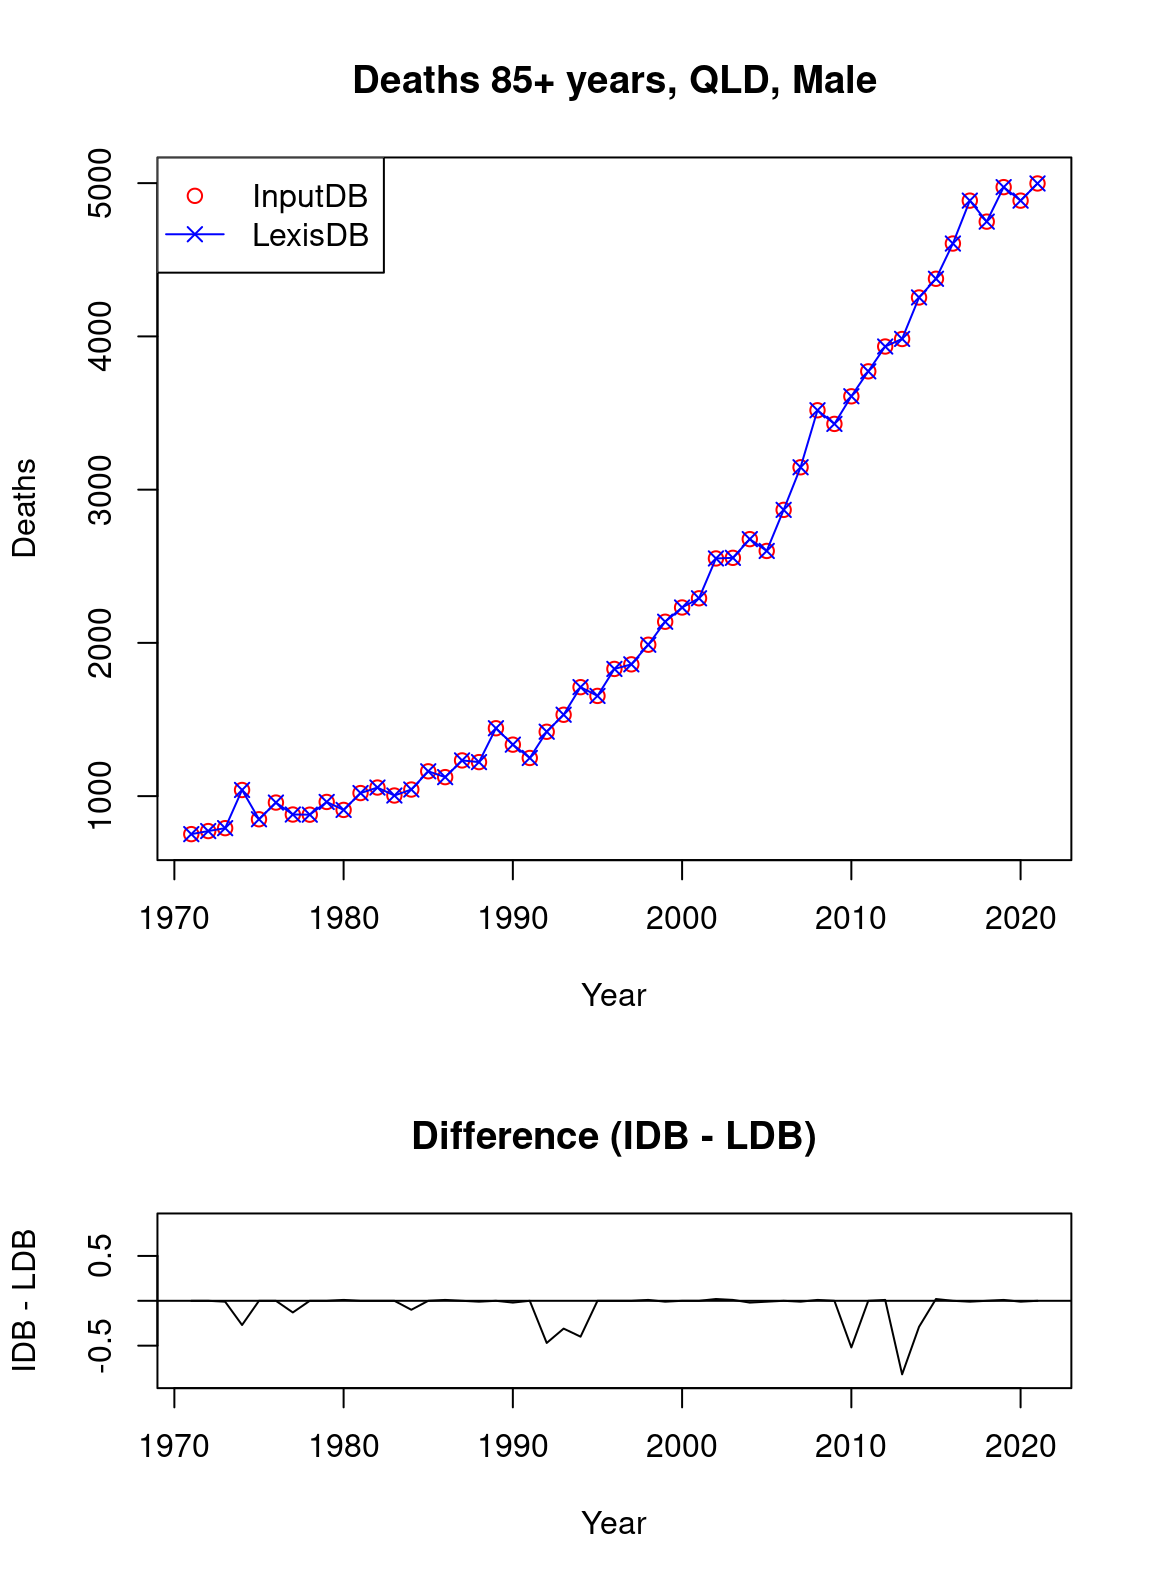 Deaths 85+ years, QLD, Male
InputDB
LexisDB
Deaths
5000
4000
3000
2000
1000
1970 1980 1990 2000 2010 2020
Year
Difference (IDB - LDB)
IDB - LDB
0.5
-0.5
1970 1980 1990 2000 2010 2020
Year